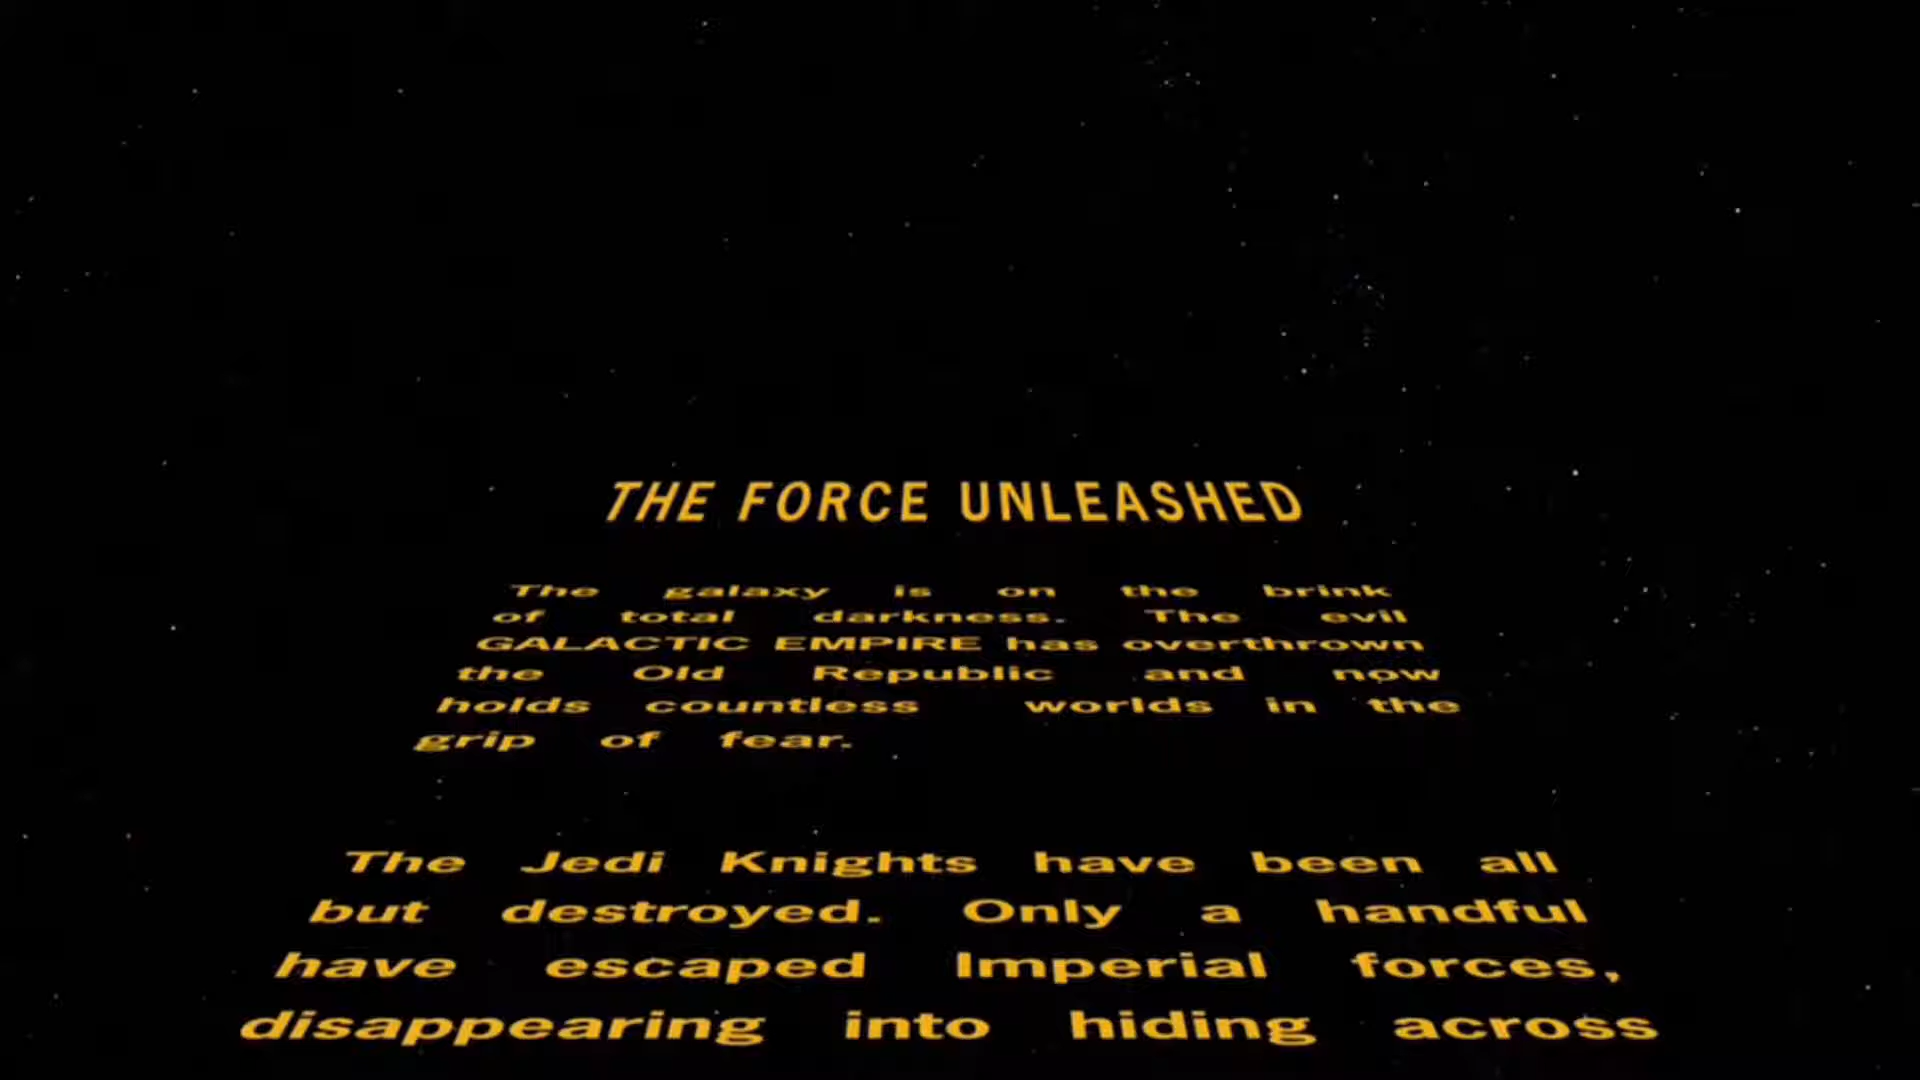 THE FORCE UNLEASHED
The galaxy is on the brink
of total darkness. The evil
GALACTIC EMPIRE has overthrown
the Old Republic and now
holds countless worlds in the
grip of fear.
The Jedi Knights have been all
but destroyed. Only a handful
have escaped Imperial forces,
disappearing into hiding across